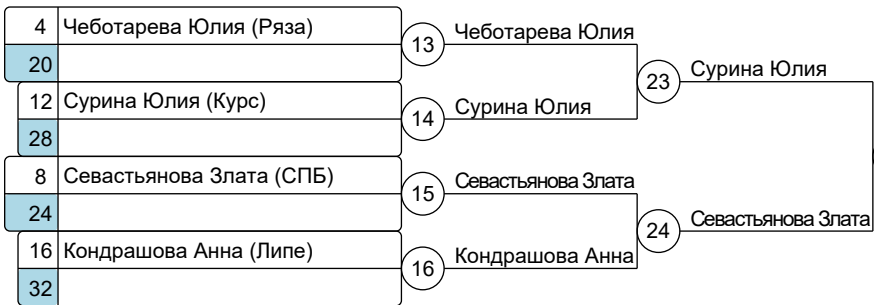 4 Чеботарева Юлия (Ряза)
20
13 Чеботарева Юлия
12 Сурина Юлия (Курс)
28
14 Сурина Юлия
23 Сурина Юлия
8 Севастьянова Злата (СПБ)
24
15 Севастьянова Злата
16 Кондрашова Анна (Липе)
32
16 Кондрашова Анна
24 Севастьянова Злата